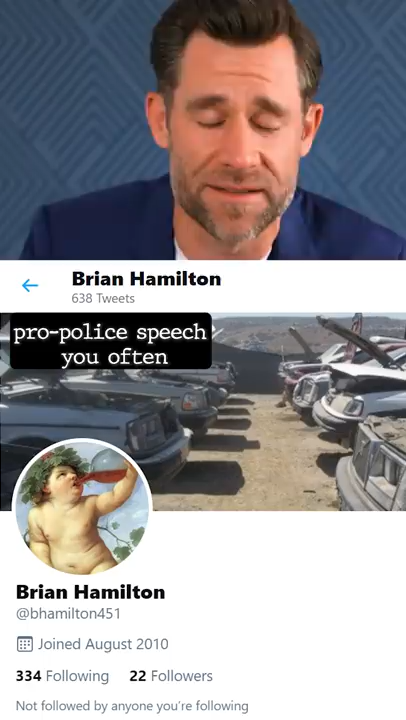 Brian Hamilton
638 Tweets
pro-police speech
you often
Brian Hamilton
@bhamilton451
Joined August 2010
334 Following 22 Followers
Not followed by anyone you're following